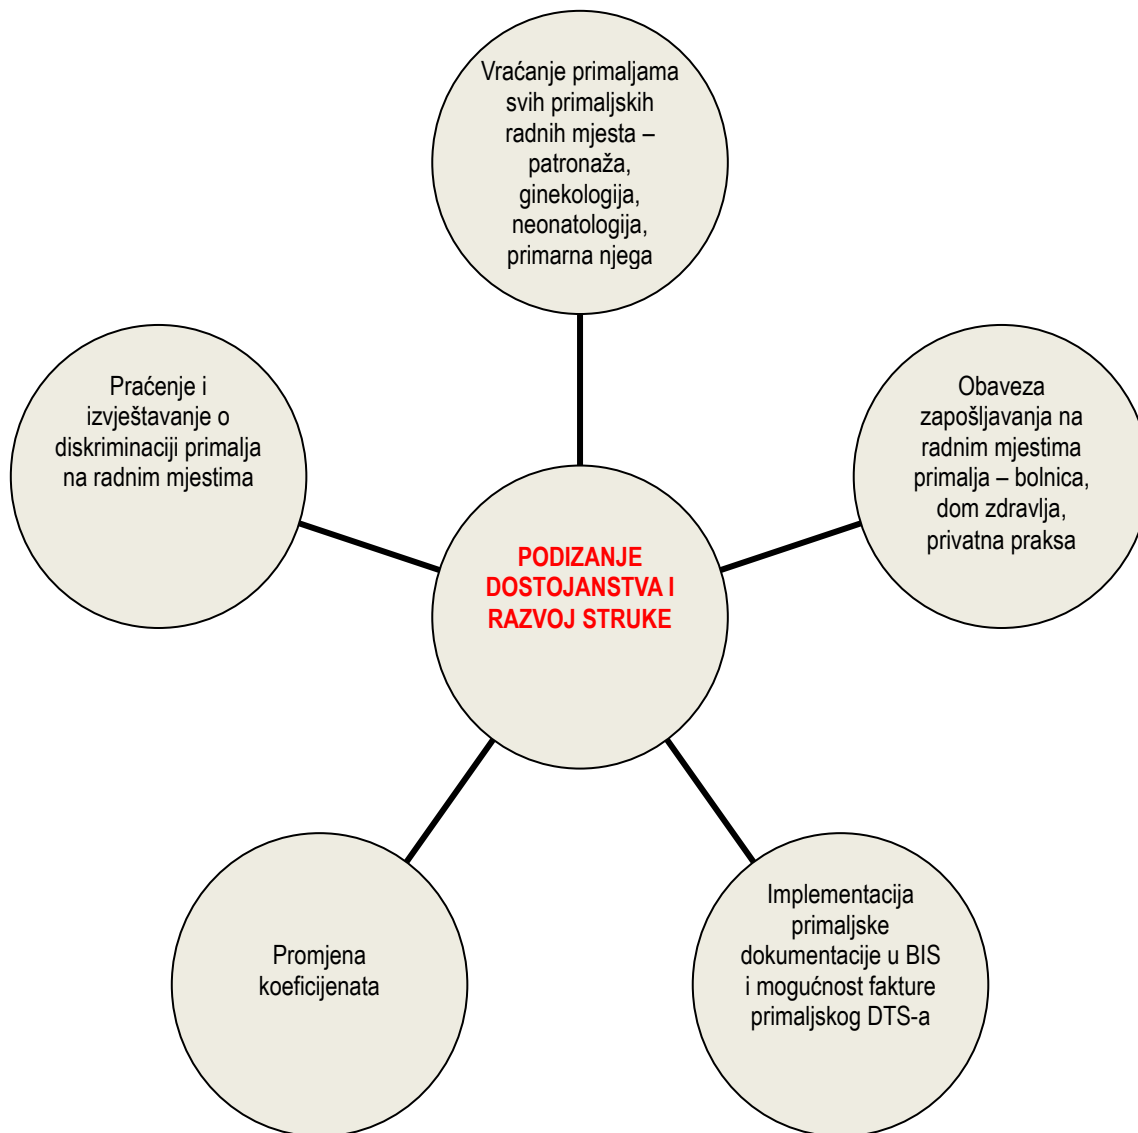 Vraćanje primaljama
svih primaljskih
radnih mjesta –
patronaža,
ginekologija,
neonatologija,
primarna njega
Praćenje i
izvještavanje o
diskriminaciji primalja
na radnim mjestima
Obaveza
zapošljavanja na
radnim mjestima
primalja – bolnica,
dom zdravlja,
privatna praksa
PODIZANJE
DOSTOJANSTVA I
RAZVOJ STRUKE
Promjena
koeficijenata
Implementacija
primaljske
dokumentacije u BIS
i mogućnost fakture
primaljskog DTS-a